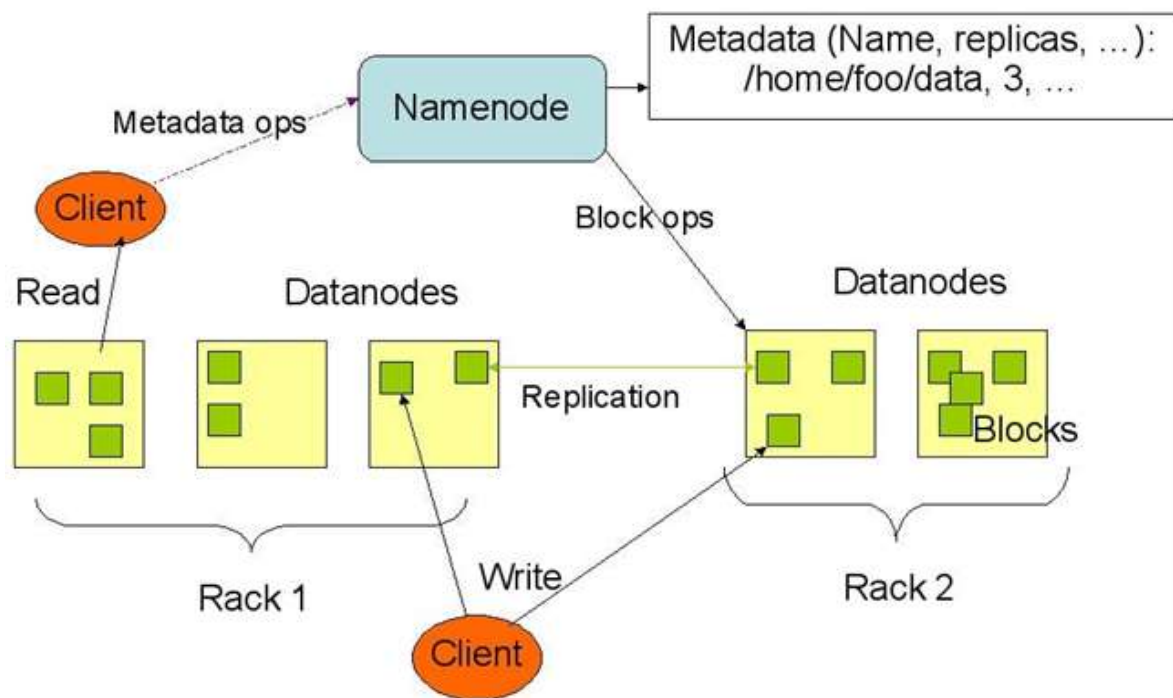 Metadata (Name, replicas, …):
/home/foo/data, 3, …
Namenode
Metadata ops
Client
Block ops
Read
Datanodes
Datanodes
Replication
Blocks
Rack 1
Write
Rack 2
Client